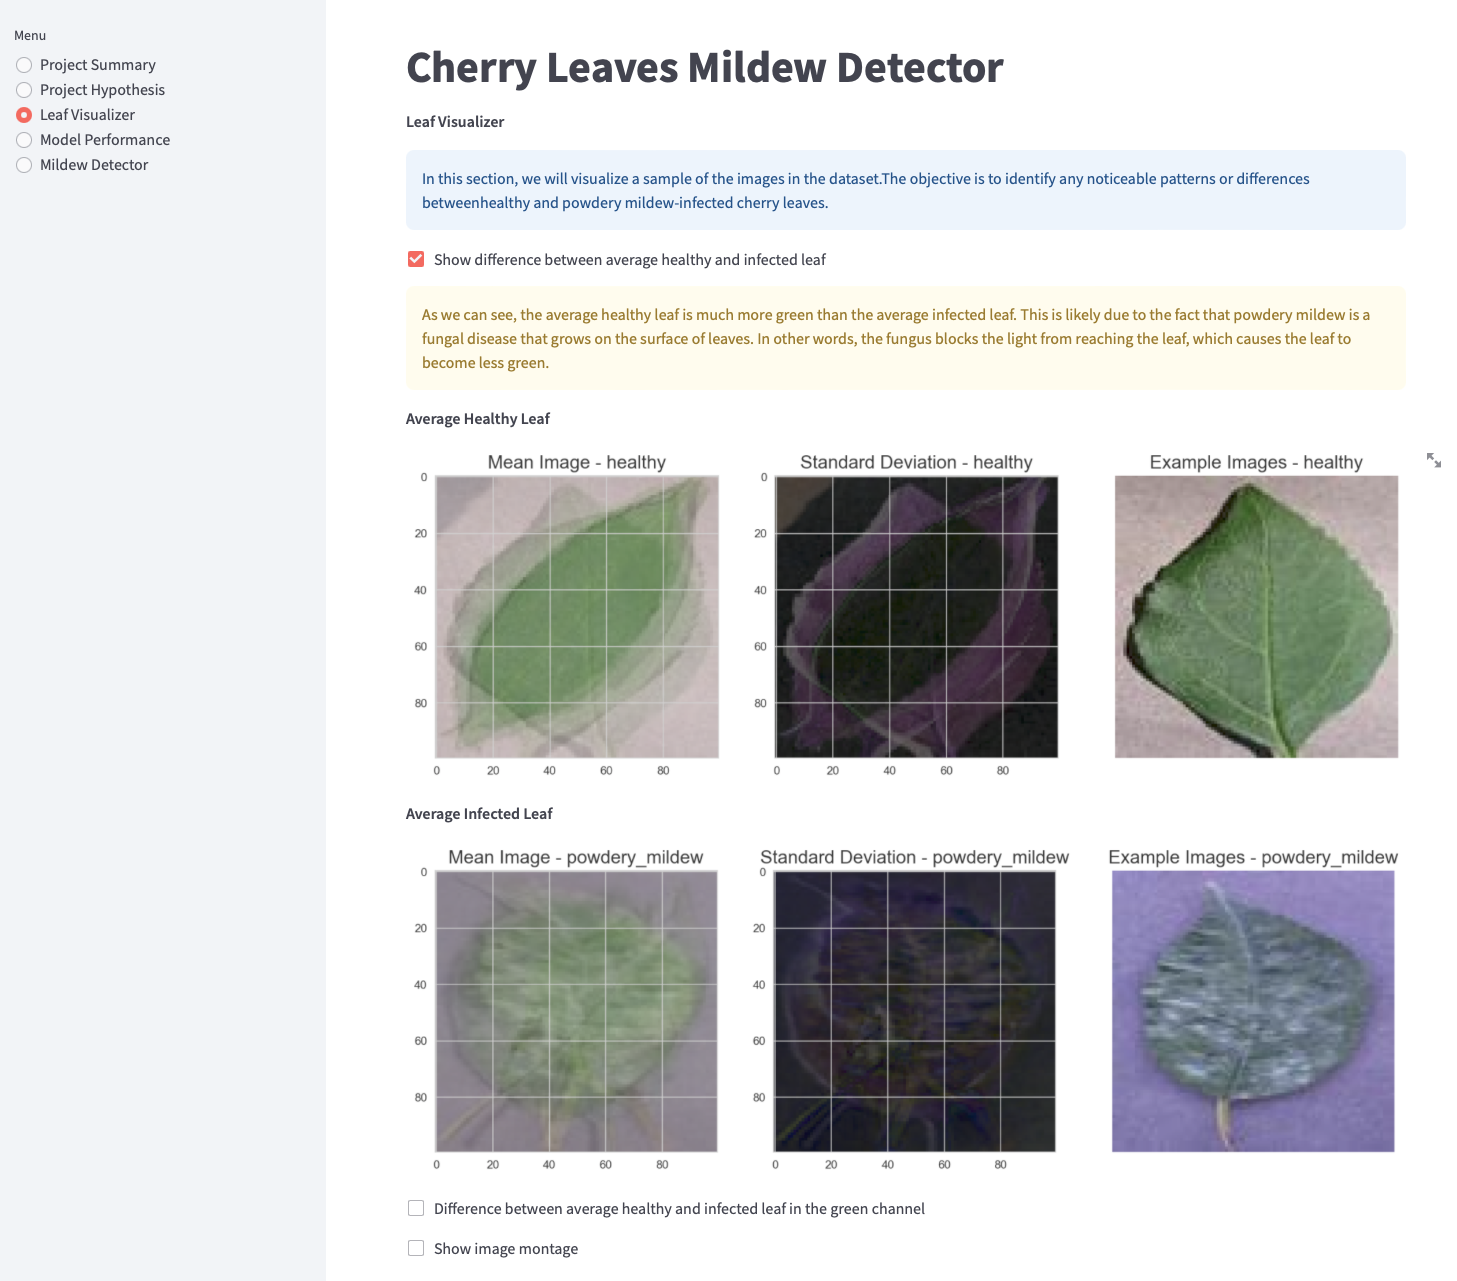 Menu
Project Summary
Project Hypothesis
Leaf Visualizer
Model Performance
Mildew Detector
Cherry Leaves Mildew Detector
Leaf Visualizer
In this section, we will visualize a sample of the images in the dataset.The objective is to identify any noticeable patterns or differences
betweenhealthy and powdery mildew-infected cherry leaves.
Show difference between average healthy and infected leaf
As we can see, the average healthy leaf is much more green than the average infected leaf. This is likely due to the fact that powdery mildew is a
fungal disease that grows on the surface of leaves. In other words, the fungus blocks the light from reaching the leaf, which causes the leaf to
become less green.
Average Healthy Leaf
Mean Image - healthy
0
20
40
60
80
0 20 40 60 80
Standard Deviation - healthy
0
20
40
60
80
0 20 40 60 80
Example Images - healthy
Average Infected Leaf
Mean Image - powdery_mildew
0
20
40
60
80
0 20 40 60 80
Standard Deviation - powdery_mildew
0
20
40
60
80
0 20 40 60 80
Example Images - powdery_mildew
Difference between average healthy and infected leaf in the green channel
Show image montage